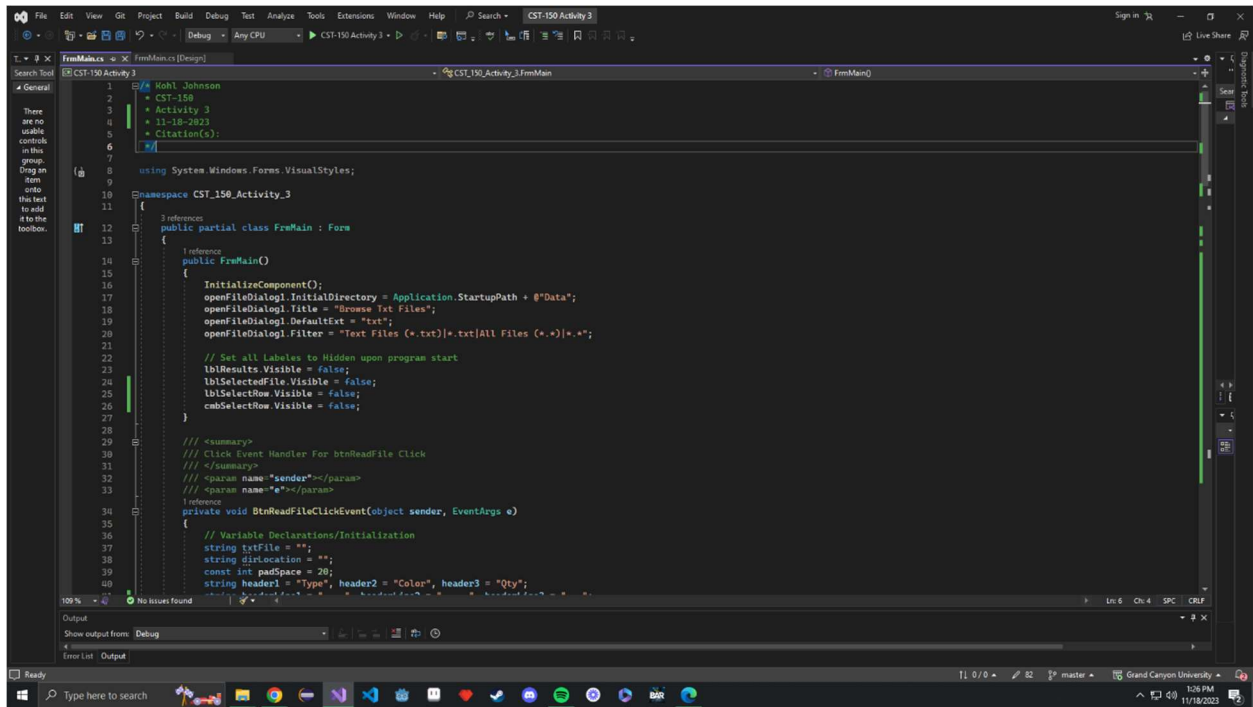 File Edit View Git Project Build Debug Test Analyze Tools Extensions Window Help Search CST-150 Activity 3 Sign in
Debug Any CPU CST-150 Activity 3 Live Share
FrmMain.cs FrmMain.cs [Design]
Search Tool CST-150 Activity 3 CST_150_Activity_3.FrmMain FrmMain()
General
There are no usable controls in this group. Drag an item onto this text to add it to the toolbox.
Diagnostic Tools
1 /* Kohl Johnson
2 * CST-150
3 * Activity 3
4 * 11-18-2023
5 * Citation(s):
6 */
7
8 using System.Windows.Forms.VisualStyles;
9
10 namespace CST_150_Activity_3
11 {
3 references
12 public partial class FrmMain : Form
13 {
1 reference
14 public FrmMain()
15 {
16 InitializeComponent();
17 openFileDialog1.InitialDirectory = Application.StartupPath + @"Data";
18 openFileDialog1.Title = "Browse Txt Files";
19 openFileDialog1.DefaultExt = "txt";
20 openFileDialog1.Filter = "Text Files (*.txt)|*.txt|All Files (*.*)|*.*";
21
22 // Set all Labeles to Hidden upon program start
23 lblResults.Visible = false;
24 lblSelectedFile.Visible = false;
25 lblSelectRow.Visible = false;
26 cmbSelectRow.Visible = false;
27 }
28
29 /// <summary>
30 /// Click Event Handler For btnReadFile Click
31 /// </summary>
32 /// <param name="sender"></param>
33 /// <param name="e"></param>
1 reference
34 private void BtnReadFileClickEvent(object sender, EventArgs e)
35 {
36 // Variable Declarations/Initialization
37 string txtFile = "";
38 string dirLocation = "";
39 const int padSpace = 20;
40 string header1 = "Type", header2 = "Color", header3 = "Qty";
109 % No issues found Ln: 6 Ch: 4 SPC CRLF
Output
Show output from: Debug
Error List Output
Ready 0 / 0 82 master Grand Canyon University
Type here to search BAR 1:26 PM
11/18/2023